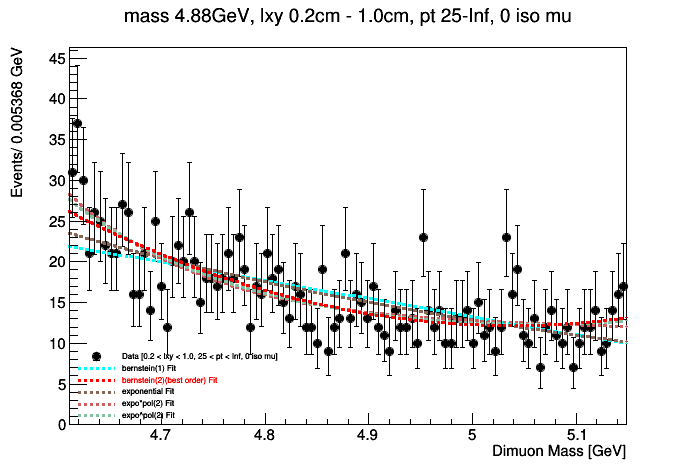 mass 4.88GeV, lxy 0.2cm - 1.0cm, pt 25-Inf, 0 iso mu
Events/ 0.005368 GeV
45
40
35
30
25
20
15
10
5
0
Data [0.2 < lxy < 1.0, 25 < pt < Inf, 0 iso mu]
bernstein(1) Fit
bernstein(2)(best order) Fit
exponential Fit
expo*pol(2) Fit
expo^pol(2) Fit
4.7 4.8 4.9 5 5.1
Dimuon Mass [GeV]